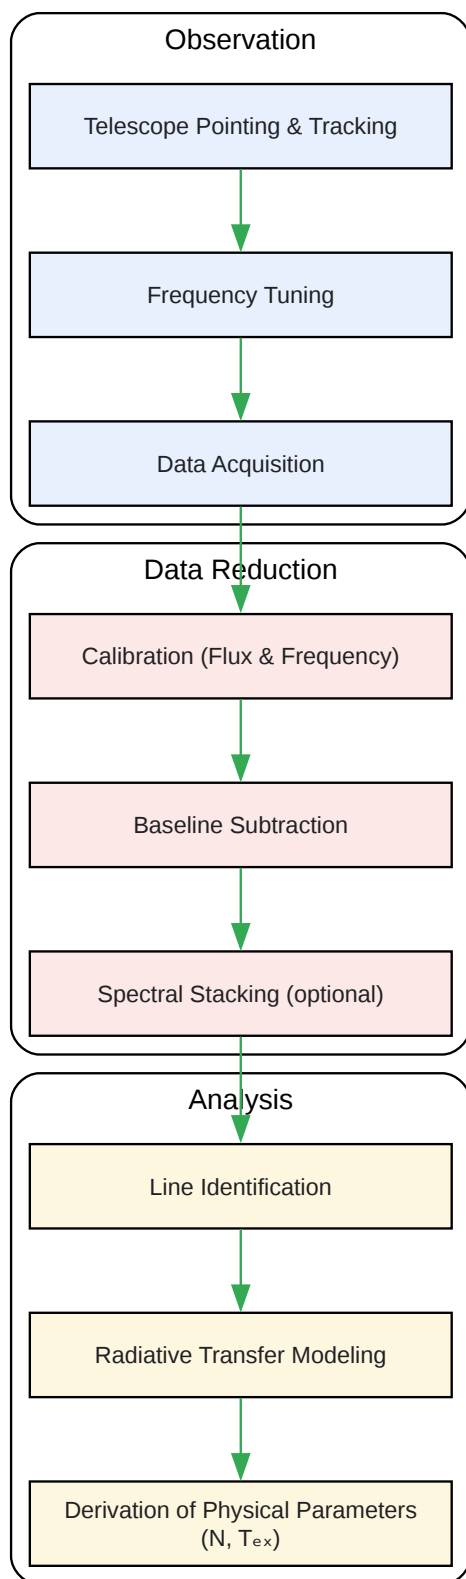 Observation
Telescope Pointing & Tracking
Frequency Tuning
Data Acquisition
Data Reduction
Calibration (Flux & Frequency)
Baseline Subtraction
Spectral Stacking (optional)
Analysis
Line Identification
Radiative Transfer Modeling
Derivation of Physical Parameters
(N, Tₑₓ)